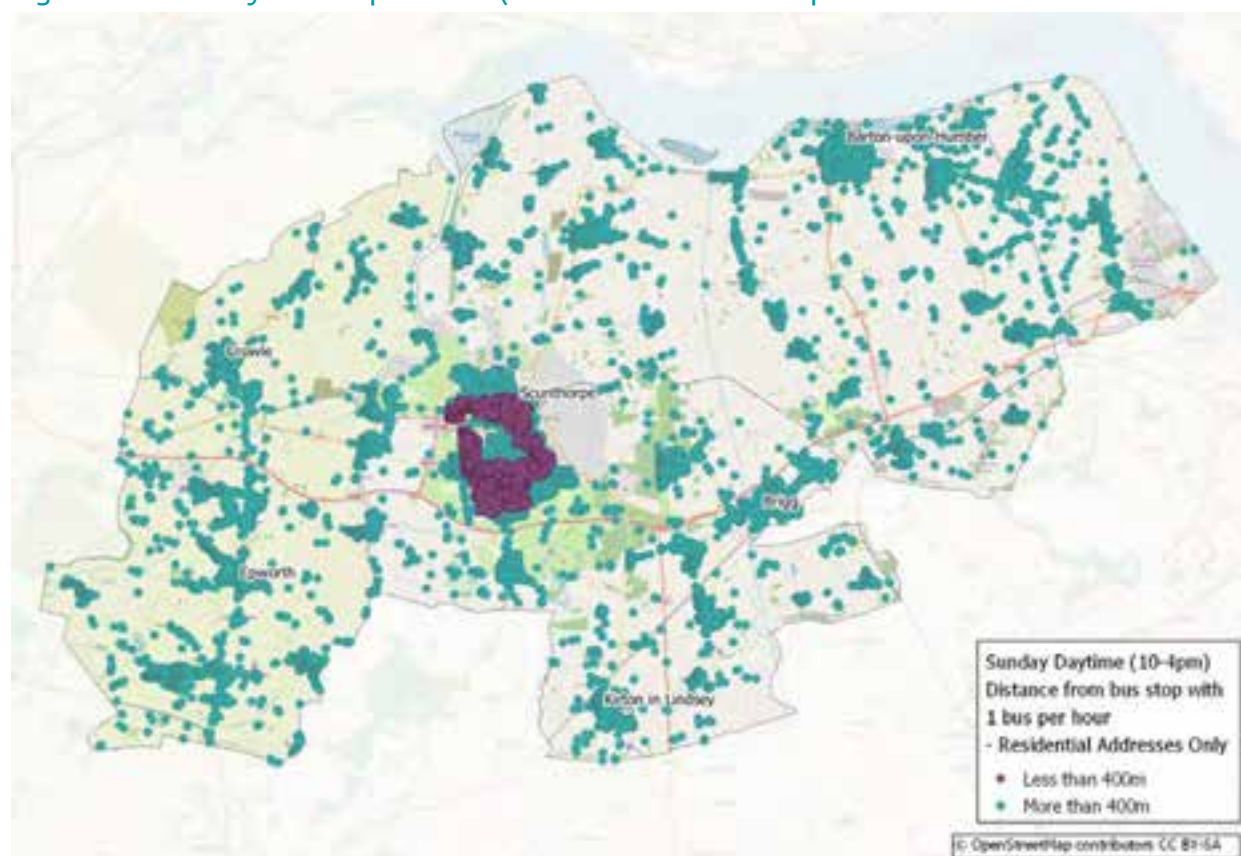 Barton-upon-Humber
Crowle
Scunthorpe
Brigg
Epworth
Kirton in Lindsey
Sunday Daytime (10-4pm)
Distance from bus stop with
1 bus per hour
- Residential Addresses Only
Less than 400m
More than 400m
© OpenStreetMap contributors CC BY-SA